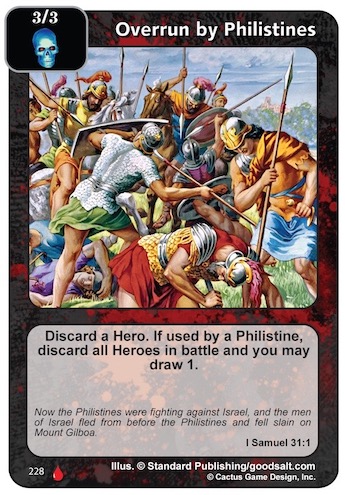 3/3
Overrun by Philistines
Discard a Hero. If used by a Philistine,
discard all Heroes in battle and you may
draw 1.
Now the Philistines were fighting against Israel, and the men
of Israel fled from before the Philistines and fell slain on
Mount Gilboa.
I Samuel 31:1
228
Illus. © Standard Publishing/goodsalt.com
© Cactus Game Design, Inc.